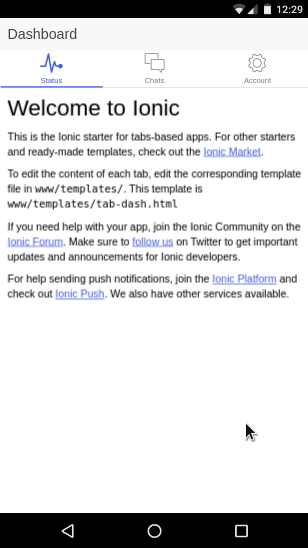 12:29
Dashboard
Status
Chats
Account
Welcome to Ionic
This is the Ionic starter for tabs-based apps. For other starters
and ready-made templates, check out the Ionic Market.
To edit the content of each tab, edit the corresponding template
file in www/templates/. This template is
www/templates/tab-dash.html
If you need help with your app, join the Ionic Community on the
Ionic Forum. Make sure to follow us on Twitter to get important
updates and announcements for Ionic developers.
For help sending push notifications, join the Ionic Platform and
check out Ionic Push. We also have other services available.